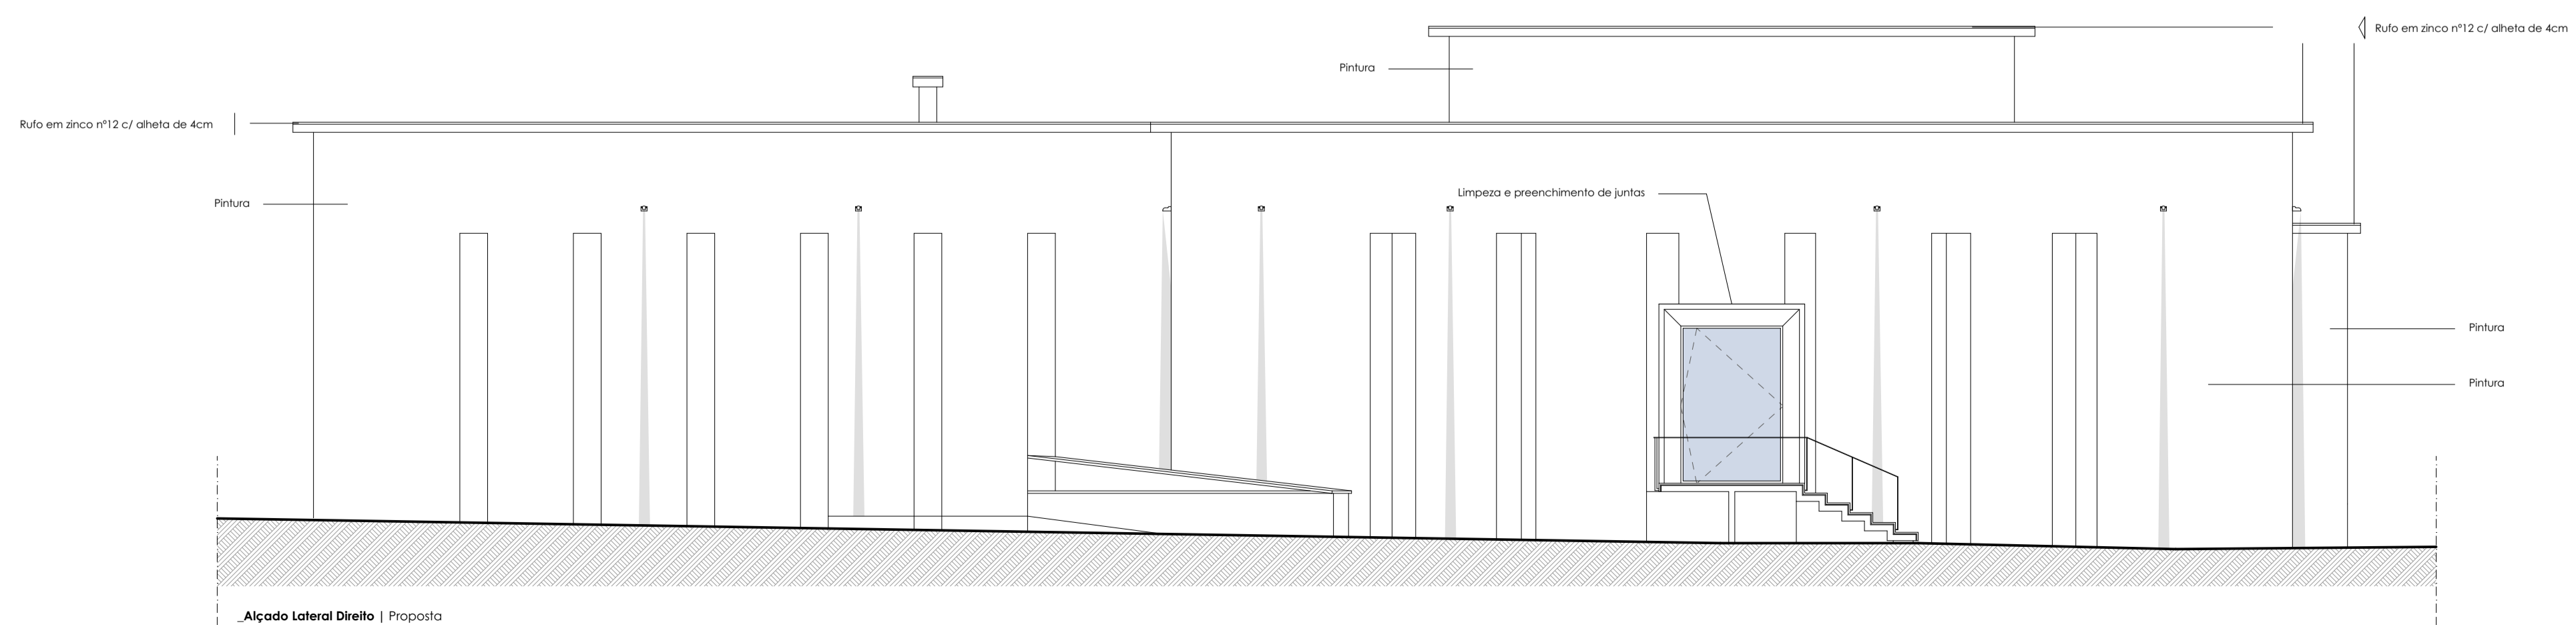 Rufo em zinco nº12 c/ alheta de 4cm
Pintura
Rufo em zinco nº12 c/ alheta de 4cm
Limpeza e preenchimento de juntas
Pintura
Pintura
Pintura
_Alçado Lateral Direito | Proposta